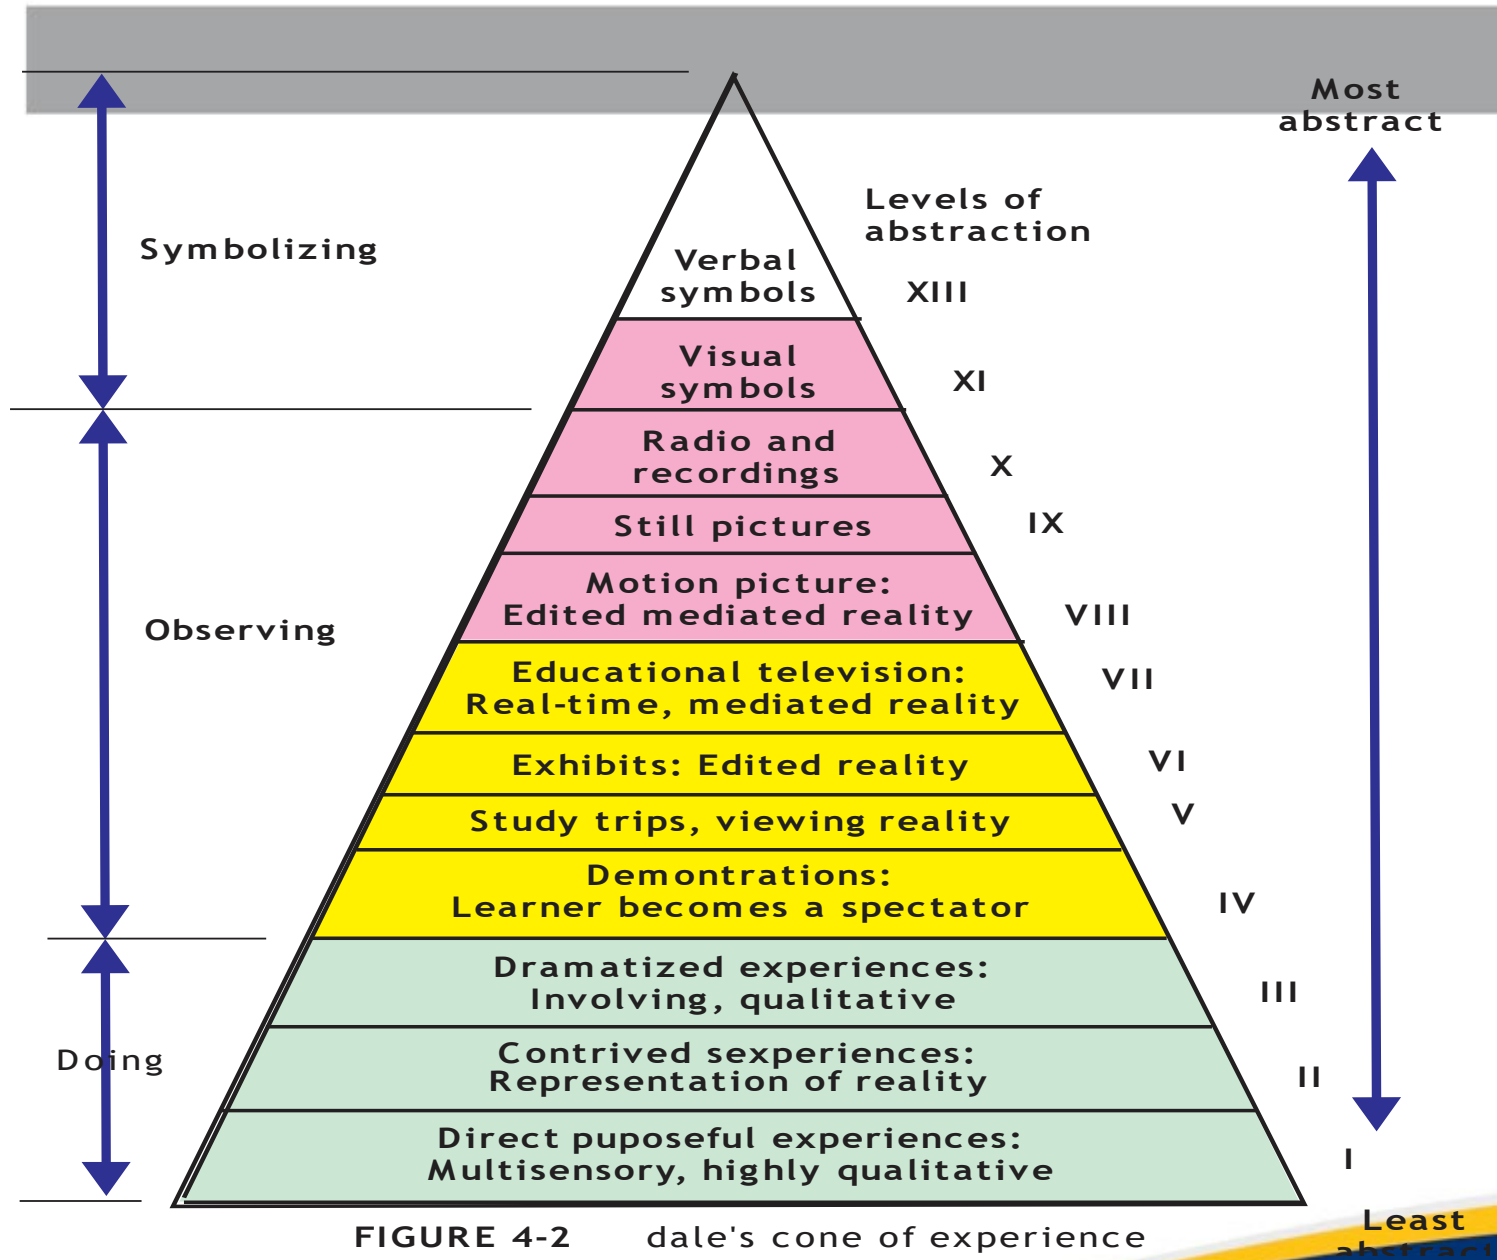 Most
abstract
Levels of
abstraction
Symbolizing
Verbal
symbols
XIII
Visual
symbols
XI
Radio and
recordings
X
Still pictures
IX
Motion picture:
Edited mediated reality
VIII
Observing
Educational television:
Real-time, mediated reality
VII
Exhibits: Edited reality
VI
Study trips, viewing reality
V
Demontrations:
Learner becomes a spectator
IV
Dramatized experiences:
Involving, qualitative
III
Doing
Contrived sexperiences:
Representation of reality
II
Direct puposeful experiences:
Multisensory, highly qualitative
I
Least
abstract
FIGURE 4-2 dale's cone of experience